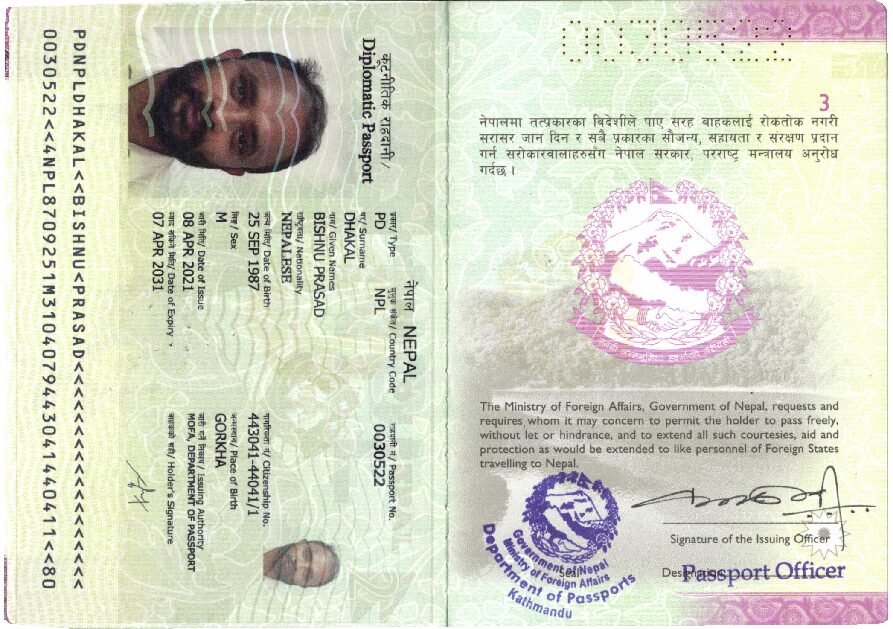 कूटनीतिक राहदानी /
Diplomatic Passport
नेपाल NEPAL
प्रकार/ Type
मुलुक संकेत/ Country Code
राहदानी नं/ Passport No.
PD
NPL
0030522
थर/ Surname
DHAKAL
नाम/ Given Names
BISHNU PRASAD
राष्ट्रियता/ Nationality
NEPALESE
नागरिकता नं/ Citizenship No.
443041-44041/1
जन्म मिति/ Date of Birth
25 SEP 1987
जन्मस्थान/ Place of Birth
GORKHA
लिङ्ग / Sex
M
जारी मिति/ Date of Issue
08 APR 2021
जारी गर्ने निकाय / Issuing Authority
MOFA, DEPARTMENT OF PASSPORT
म्याद सकिने मिति/ Date of Expiry
07 APR 2031
वाहकको सही/ Holder's Signature
PDNPLDHAKAL<<BISHNU<PRASAD<<<<<<<<<<<<<<<<<<
0030522<<4NPL8709251M3104079443041440411<<80
0030522
3
नेपालमा तत्प्रकारका विदेशीले पाए सरह बाहकलाई रोकतोक नगरी
सरासर जान दिन र सबै प्रकारका सौजन्य, सहायता र संरक्षण प्रदान
गर्न सरोकारवालाहरुसँग नेपाल सरकार, परराष्ट्र मन्त्रालय अनुरोध
गर्दछ ।
The Ministry of Foreign Affairs, Government of Nepal, requests and
requires whom it may concern to permit the holder to pass freely,
without let or hindrance, and to extend all such courtesies, aid and
protection as would be extended to like personnel of Foreign States
travelling to Nepal.
Signature of the Issuing Officer
Seal
Designation
Passport Officer
Government of Nepal
Ministry of Foreign Affairs
Department of Passports
Kathmandu